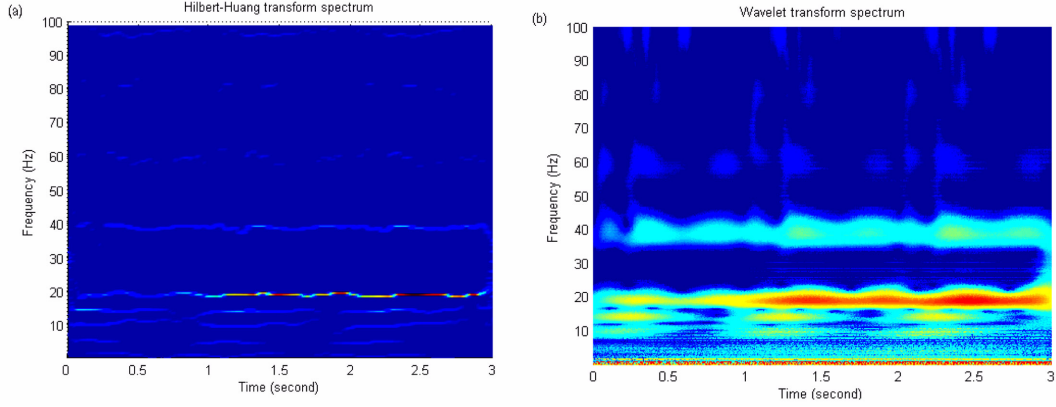 (a)
Hilbert-Huang transform spectrum
100
90
80
70
60
50
40
30
20
10
Frequency (Hz)
0 0.5 1 1.5 2 2.5 3
Time (second)
(b)
Wavelet transform spectrum
100
90
80
70
60
50
40
30
20
10
Frequency (Hz)
0 0.5 1 1.5 2 2.5 3
Time (second)